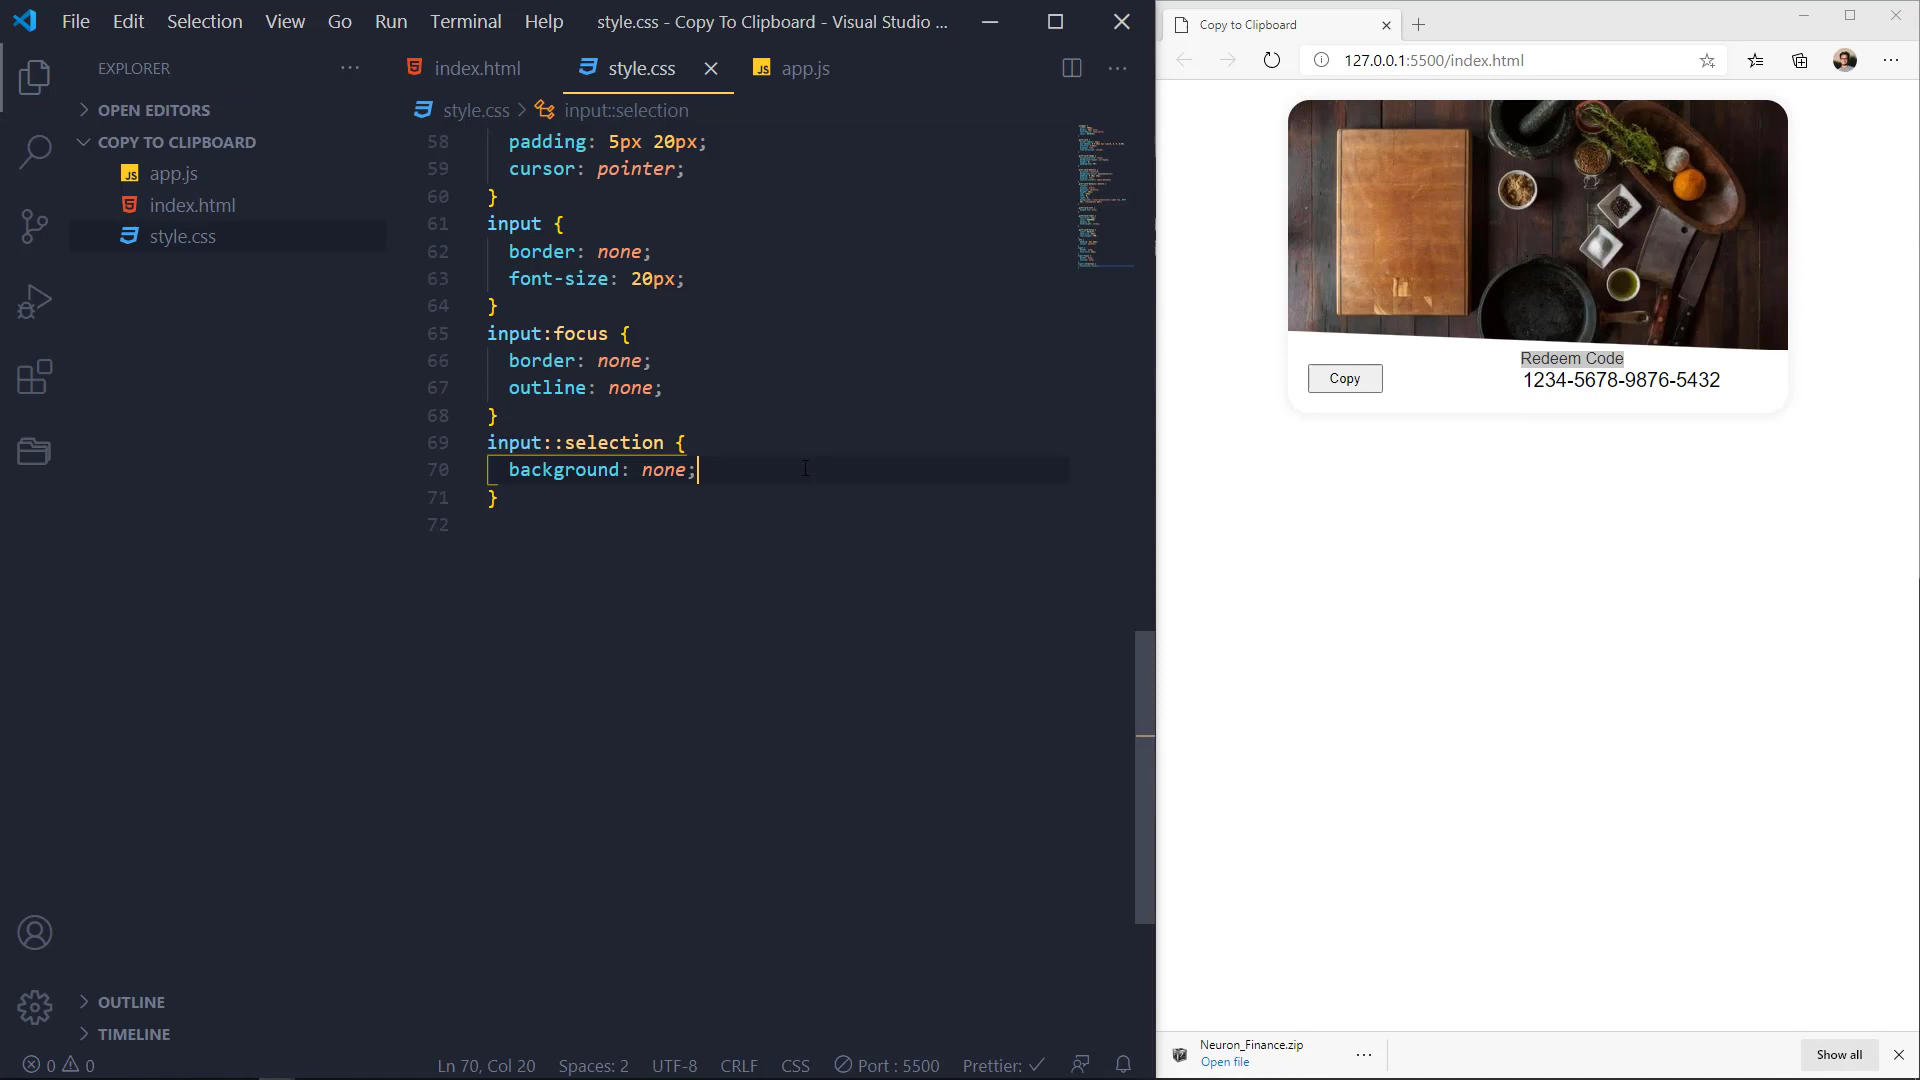 File Edit Selection View Go Run Terminal Help style.css - Copy To Clipboard - Visual Studio ...
EXPLORER
OPEN EDITORS
COPY TO CLIPBOARD
JS app.js
index.html
style.css
OUTLINE
TIMELINE
index.html style.css JS app.js
style.css input::selection
58 padding: 5px 20px;
59 cursor: pointer;
60 }
61 input {
62 border: none;
63 font-size: 20px;
64 }
65 input:focus {
66 border: none;
67 outline: none;
68 }
69 input::selection {
70 background: none;
71 }
72
0 0 Ln 70, Col 20 Spaces: 2 UTF-8 CRLF CSS Port : 5500 Prettier:
Copy to Clipboard
127.0.0.1:5500/index.html
Redeem Code
Copy 1234-5678-9876-5432
Neuron_Finance.zip
Open file
Show all